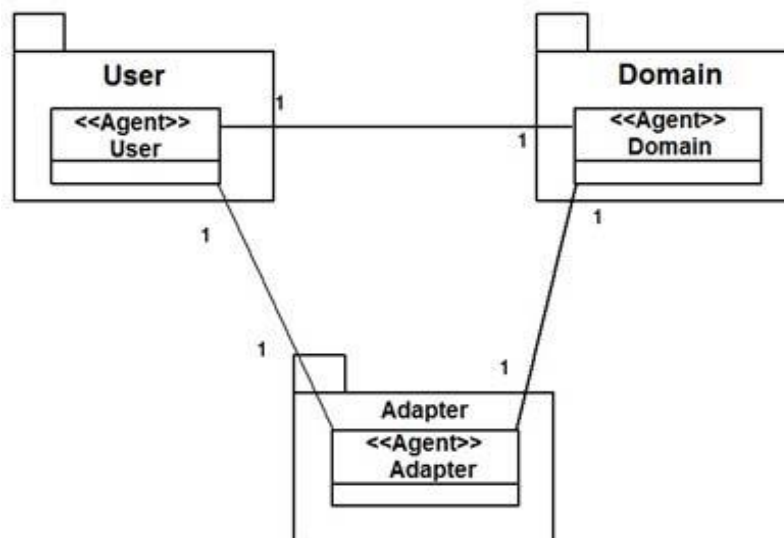 User
Domain
<<Agent>>
User
1
1
<<Agent>>
Domain
1
1
1
1
Adapter
<<Agent>>
Adapter